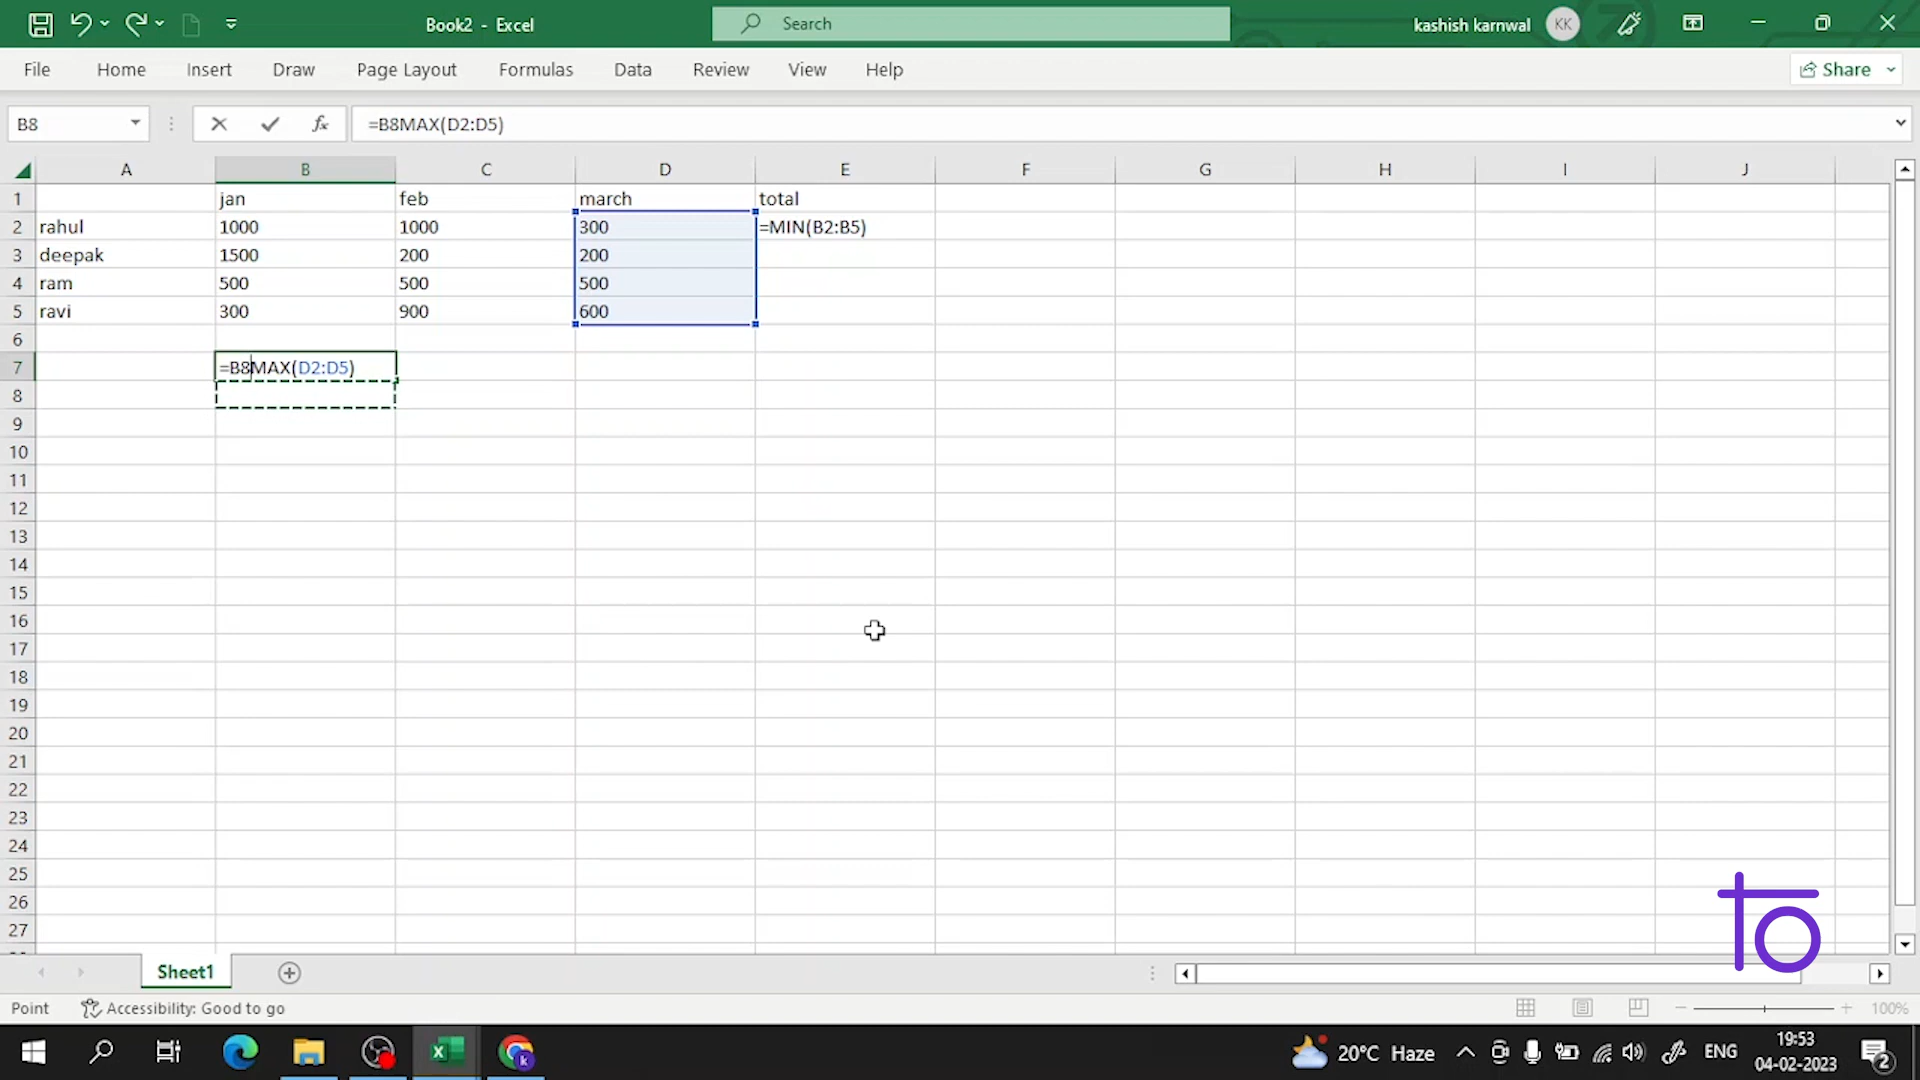 Book2 - Excel
Search
kashish karnwal
KK
File Home Insert Draw Page Layout Formulas Data Review View Help
Share
B8
fx
=B8MAX(D2:D5)
A B C D E F G H I J
1 jan feb march total
2 rahul 1000 1000 300 =MIN(B2:B5)
3 deepak 1500 200 200
4 ram 500 500 500
5 ravi 300 900 600
6
7 =B8MAX(D2:D5)
8
9
10
11
12
13
14
15
16
17
18
19
20
21
22
23
24
25
26
27
to
Sheet1
Point Accessibility: Good to go 100%
20°C Haze ENG
19:53
04-02-2023
2